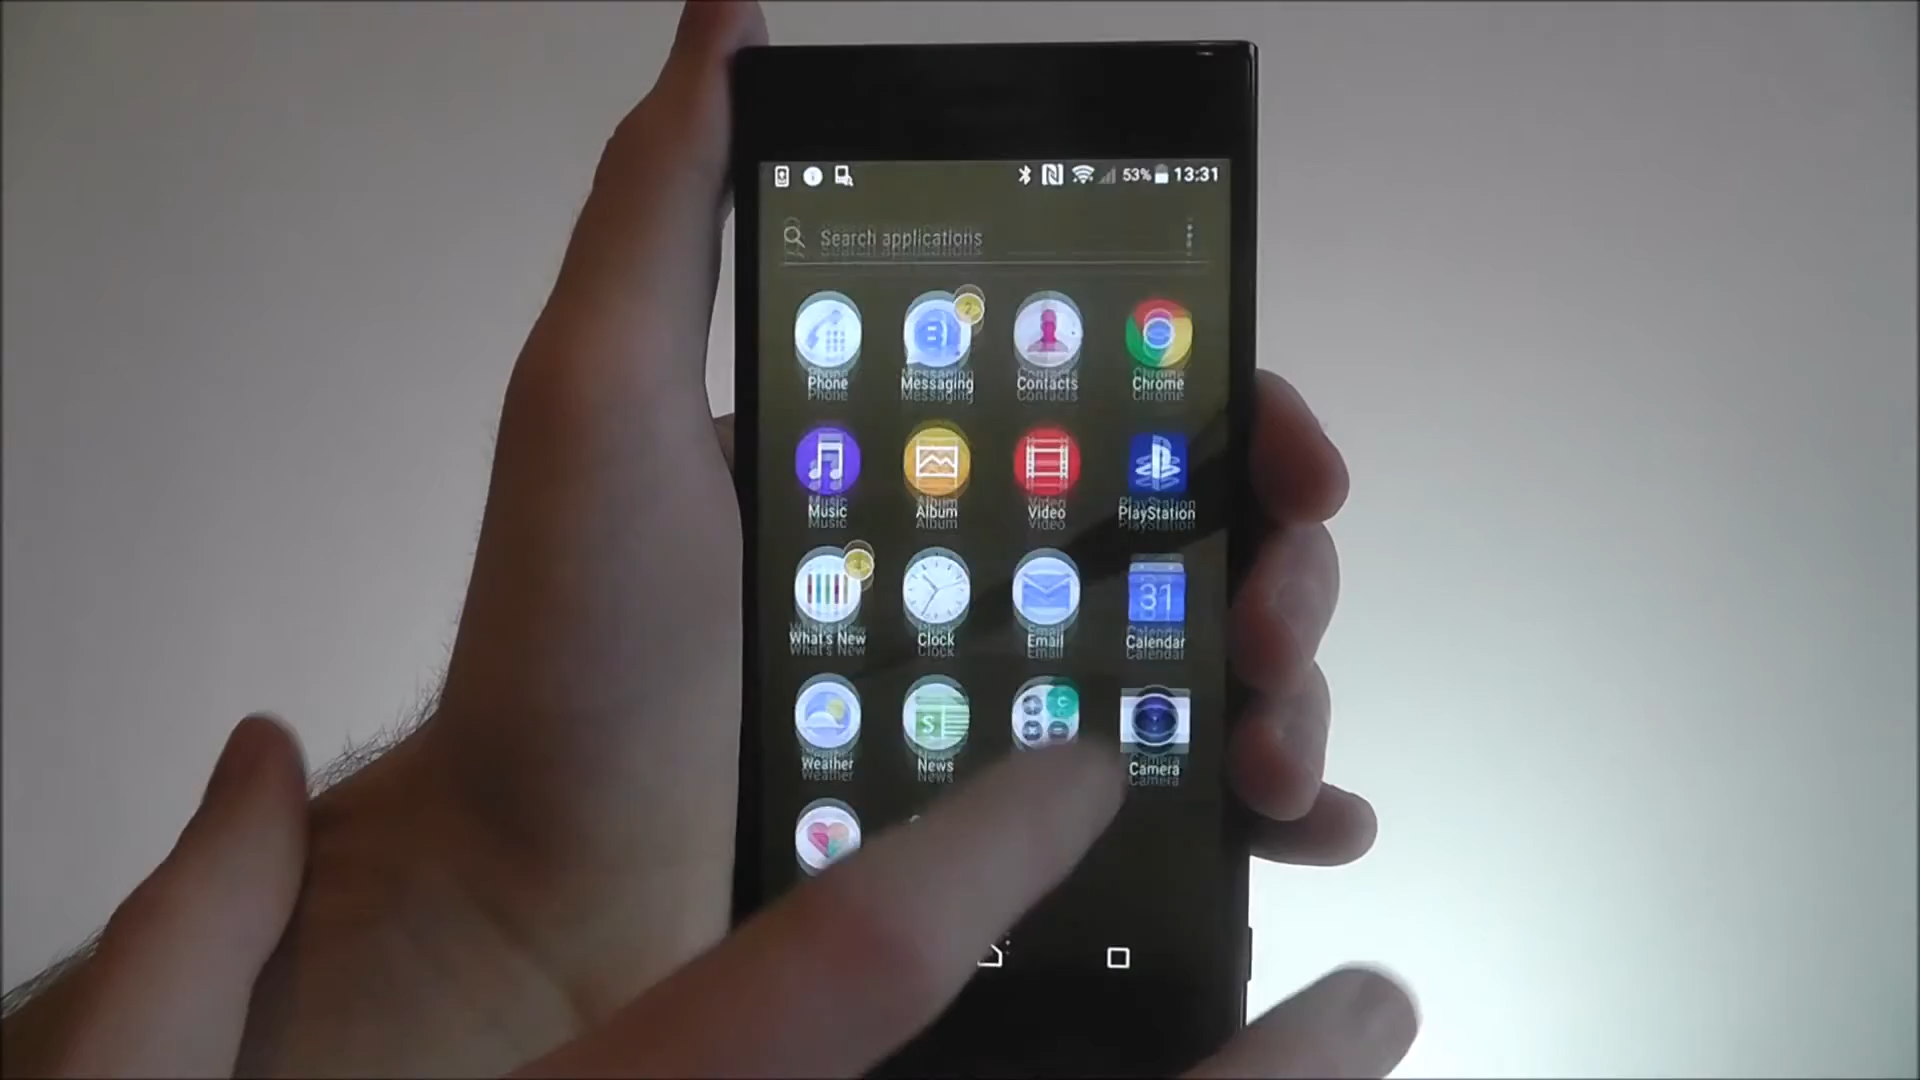 53% 13:31
Search applications
Phone Messaging Contacts Chrome
Music Album Video PlayStation
31
What's New Clock Email Calendar
S
Weather News Camera